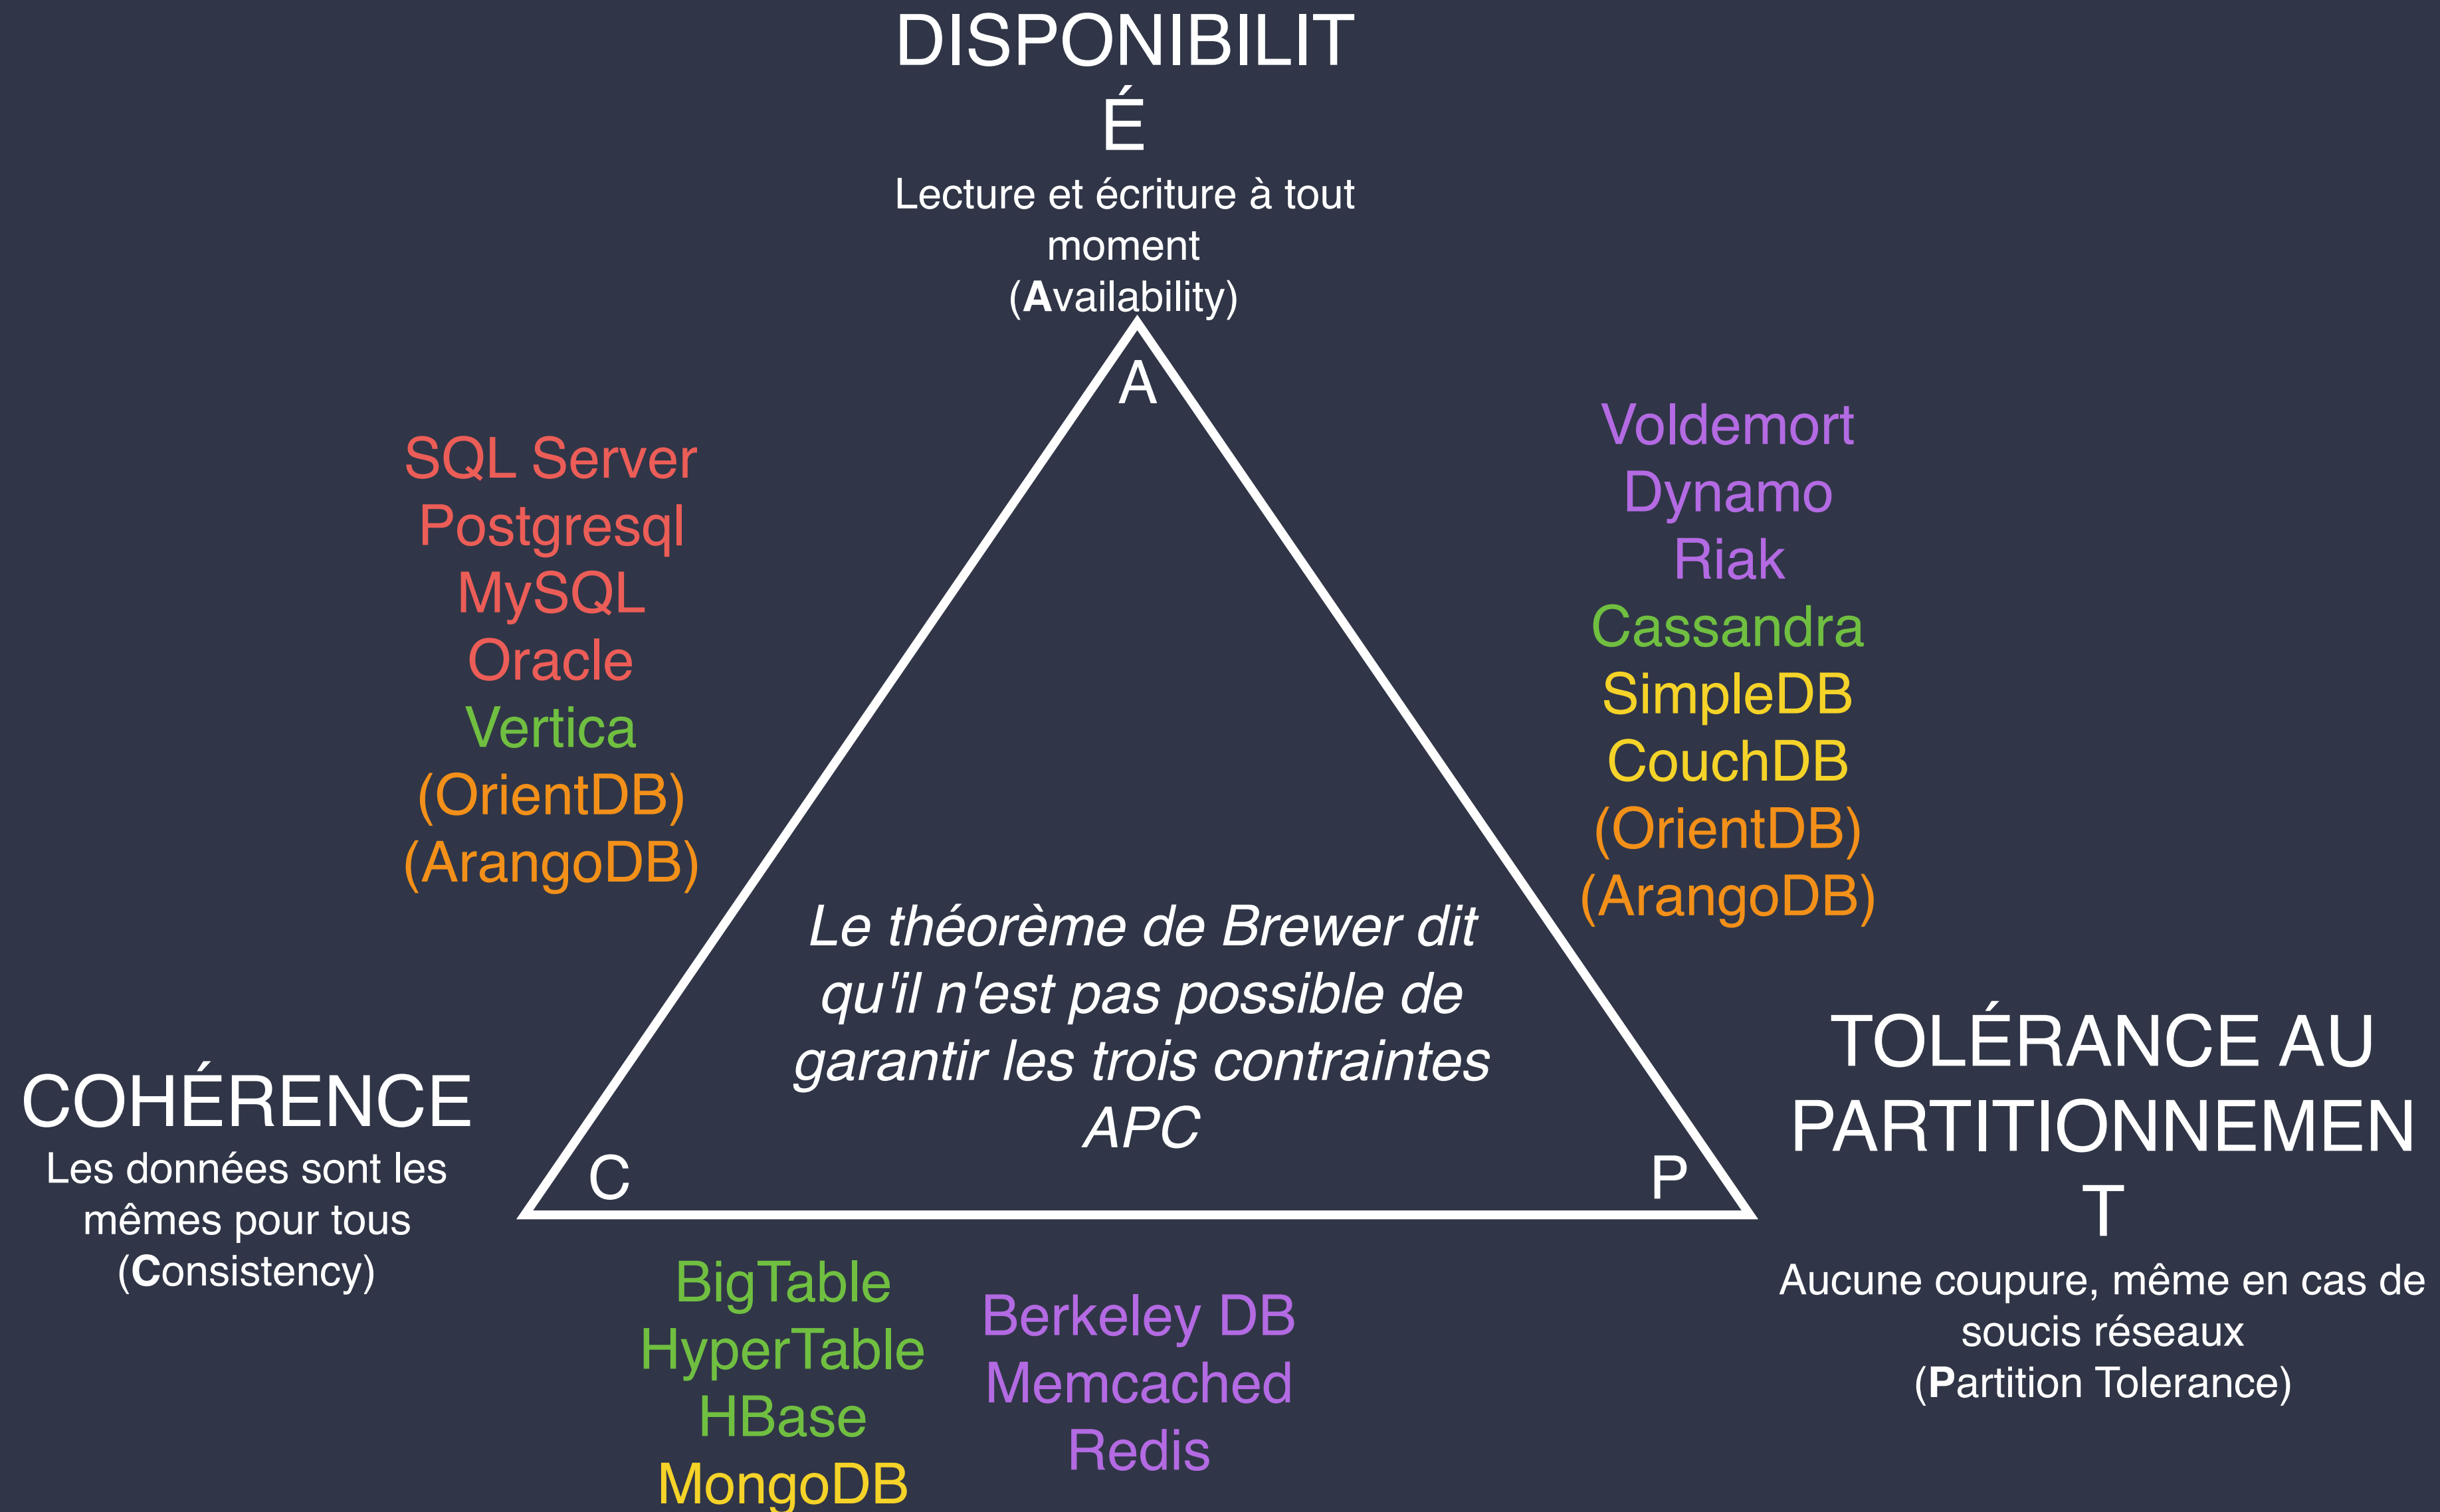 DISPONIBILIT
É
Lecture et écriture à tout
moment
(Availability)
A
SQL Server
Postgresql
MySQL
Oracle
Vertica
(OrientDB)
(ArangoDB)
Voldemort
Dynamo
Riak
Cassandra
SimpleDB
CouchDB
(OrientDB)
(ArangoDB)
Le théorème de Brewer dit
qu'il n'est pas possible de
garantir les trois contraintes
APC
COHÉRENCE
Les données sont les
mêmes pour tous
(Consistency)
C
P
TOLÉRANCE AU
PARTITIONNEMEN
T
Aucune coupure, même en cas de
soucis réseaux
(Partition Tolerance)
BigTable
HyperTable
HBase
MongoDB
Berkeley DB
Memcached
Redis